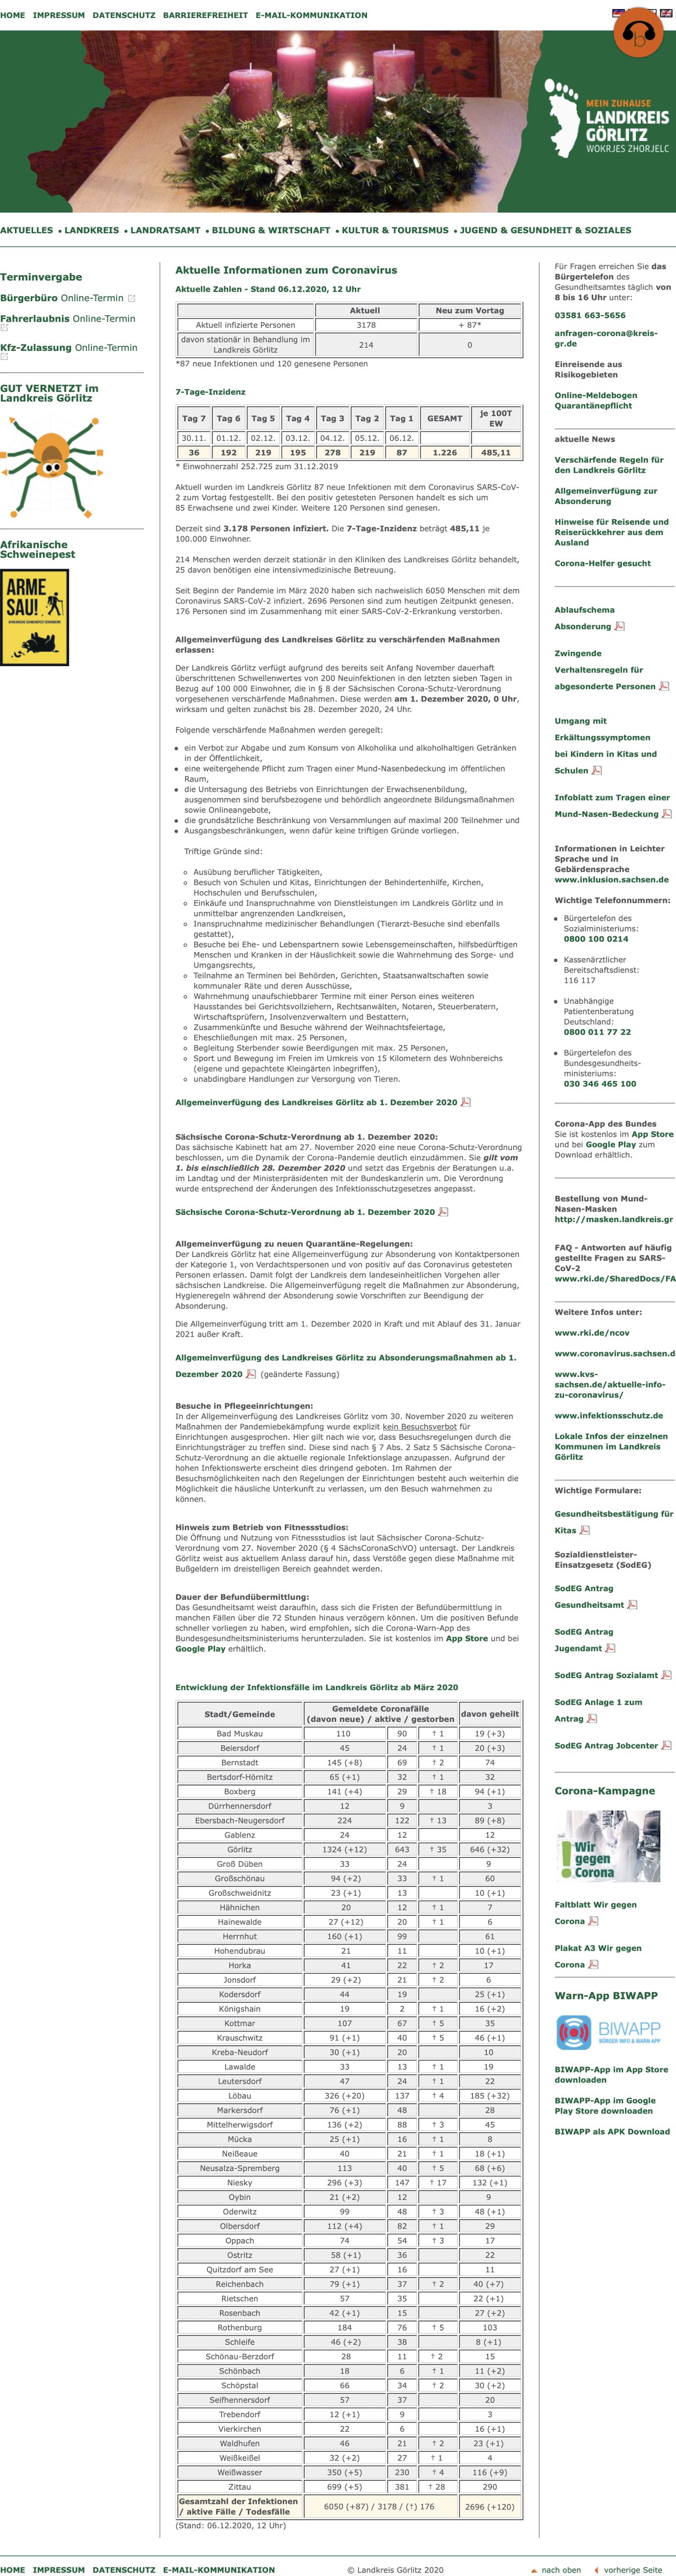 HOME IMPRESSUM DATENSCHUTZ BARRIEREFREIHEIT E-MAIL-KOMMUNIKATION
MEIN ZUHAUSE
LANDKREIS
GÖRLITZ
WOKRJES ZHORJELC
AKTUELLES • LANDKREIS • LANDRATSAMT • BILDUNG & WIRTSCHAFT • KULTUR & TOURISMUS • JUGEND & GESUNDHEIT & SOZIALES
Terminvergabe
Bürgerbüro Online-Termin
Fahrerlaubnis Online-Termin
Kfz-Zulassung Online-Termin
GUT VERNETZT im
Landkreis Görlitz
Afrikanische
Schweinepest
ARME
SAU!
Aktuelle Informationen zum Coronavirus
Aktuelle Zahlen - Stand 06.12.2020, 12 Uhr
Aktuell Neu zum Vortag
Aktuell infizierte Personen 3178 + 87*
davon stationär in Behandlung im
Landkreis Görlitz 214 0
*87 neue Infektionen und 120 genesene Personen
7-Tage-Inzidenz
Tag 7 Tag 6 Tag 5 Tag 4 Tag 3 Tag 2 Tag 1 GESAMT je 100T
EW
30.11. 01.12. 02.12. 03.12. 04.12. 05.12. 06.12.
36 192 219 195 278 219 87 1.226 485,11
* Einwohnerzahl 252.725 zum 31.12.2019
Aktuell wurden im Landkreis Görlitz 87 neue Infektionen mit dem Coronavirus SARS-CoV-
2 zum Vortag festgestellt. Bei den positiv getesteten Personen handelt es sich um
85 Erwachsene und zwei Kinder. Weitere 120 Personen sind genesen.
Derzeit sind 3.178 Personen infiziert. Die 7-Tage-Inzidenz beträgt 485,11 je
100.000 Einwohner.
214 Menschen werden derzeit stationär in den Kliniken des Landkreises Görlitz behandelt,
25 davon benötigen eine intensivmedizinische Betreuung.
Seit Beginn der Pandemie im März 2020 haben sich nachweislich 6050 Menschen mit dem
Coronavirus SARS-CoV-2 infiziert. 2696 Personen sind zum heutigen Zeitpunkt genesen.
176 Personen sind im Zusammenhang mit einer SARS-CoV-2-Erkrankung verstorben.
Allgemeinverfügung des Landkreises Görlitz zu verschärfenden Maßnahmen
erlassen:
Der Landkreis Görlitz verfügt aufgrund des bereits seit Anfang November dauerhaft
überschrittenen Schwellenwertes von 200 Neuinfektionen in den letzten sieben Tagen in
Bezug auf 100 000 Einwohner, die in § 8 der Sächsischen Corona-Schutz-Verordnung
vorgesehenen verschärfende Maßnahmen. Diese werden am 1. Dezember 2020, 0 Uhr,
wirksam und gelten zunächst bis 28. Dezember 2020, 24 Uhr.
Folgende verschärfende Maßnahmen werden geregelt:
• ein Verbot zur Abgabe und zum Konsum von Alkoholika und alkoholhaltigen Getränken
in der Öffentlichkeit,
• eine weitergehende Pflicht zum Tragen einer Mund-Nasenbedeckung im öffentlichen
Raum,
• die Untersagung des Betriebs von Einrichtungen der Erwachsenenbildung,
ausgenommen sind berufsbezogene und behördlich angeordnete Bildungsmaßnahmen
sowie Onlineangebote,
• die grundsätzliche Beschränkung von Versammlungen auf maximal 200 Teilnehmer und
• Ausgangsbeschränkungen, wenn dafür keine triftigen Gründe vorliegen.
Triftige Gründe sind:
o Ausübung beruflicher Tätigkeiten,
o Besuch von Schulen und Kitas, Einrichtungen der Behindertenhilfe, Kirchen,
Hochschulen und Berufsschulen,
o Einkäufe und Inanspruchnahme von Dienstleistungen im Landkreis Görlitz und in
unmittelbar angrenzenden Landkreisen,
o Inanspruchnahme medizinischer Behandlungen (Tierarzt-Besuche sind ebenfalls
gestattet),
o Besuche bei Ehe- und Lebenspartnern sowie Lebensgemeinschaften, hilfsbedürftigen
Menschen und Kranken in der Häuslichkeit sowie die Wahrnehmung des Sorge- und
Umgangsrechts,
o Teilnahme an Terminen bei Behörden, Gerichten, Staatsanwaltschaften sowie
kommunaler Räte und deren Ausschüsse,
o Wahrnehmung unaufschiebbarer Termine mit einer Person eines weiteren
Hausstandes bei Gerichtsvollziehern, Rechtsanwälten, Notaren, Steuerberatern,
Wirtschaftsprüfern, Insolvenzverwaltern und Bestattern,
o Zusammenkünfte und Besuche während der Weihnachtsfeiertage,
o Eheschließungen mit max. 25 Personen,
o Begleitung Sterbender sowie Beerdigungen mit max. 25 Personen,
o Sport und Bewegung im Freien im Umkreis von 15 Kilometern des Wohnbereichs
(eigene und gepachtete Kleingärten inbegriffen),
o unabdingbare Handlungen zur Versorgung von Tieren.
Allgemeinverfügung des Landkreises Görlitz ab 1. Dezember 2020
Sächsische Corona-Schutz-Verordnung ab 1. Dezember 2020:
Das sächsische Kabinett hat am 27. November 2020 eine neue Corona-Schutz-Verordnung
beschlossen, um die Dynamik der Corona-Pandemie deutlich einzudämmen. Sie gilt vom
1. bis einschließlich 28. Dezember 2020 und setzt das Ergebnis der Beratungen u.a.
im Landtag und der Ministerpräsidenten mit der Bundeskanzlerin um. Die Verordnung
wurde entsprechend der Änderungen des Infektionsschutzgesetzes angepasst.
Sächsische Corona-Schutz-Verordnung ab 1. Dezember 2020
Allgemeinverfügung zu neuen Quarantäne-Regelungen:
Der Landkreis Görlitz hat eine Allgemeinverfügung zur Absonderung von Kontaktpersonen
der Kategorie 1, von Verdachtspersonen und von positiv auf das Coronavirus getesteten
Personen erlassen. Damit folgt der Landkreis dem landeseinheitlichen Vorgehen aller
sächsischen Landkreise. Die Allgemeinverfügung regelt die Maßnahmen zur Absonderung,
Hygieneregeln während der Absonderung sowie Vorschriften zur Beendigung der
Absonderung.
Die Allgemeinverfügung tritt am 1. Dezember 2020 in Kraft und mit Ablauf des 31. Januar
2021 außer Kraft.
Allgemeinverfügung des Landkreises Görlitz zu Absonderungsmaßnahmen ab 1.
Dezember 2020 (geänderte Fassung)
Besuche in Pflegeeinrichtungen:
In der Allgemeinverfügung des Landkreises Görlitz vom 30. November 2020 zu weiteren
Maßnahmen der Pandemiebekämpfung wurde explizit kein Besuchsverbot für
Einrichtungen ausgesprochen. Hier gilt nach wie vor, dass Besuchsregelungen durch die
Einrichtungsträger zu treffen sind. Diese sind nach § 7 Abs. 2 Satz 5 Sächsische Corona-
Schutz-Verordnung an die aktuelle regionale Infektionslage anzupassen. Aufgrund der
hohen Infektionswerte erscheint dies dringend geboten. Im Rahmen der
Besuchsmöglichkeiten nach den Regelungen der Einrichtungen besteht auch weiterhin die
Möglichkeit die häusliche Unterkunft zu verlassen, um den Besuch wahrnehmen zu
können.
Hinweis zum Betrieb von Fitnessstudios:
Die Öffnung und Nutzung von Fitnessstudios ist laut Sächsischer Corona-Schutz-
Verordnung vom 27. November 2020 (§ 4 SächsCoronaSchVO) untersagt. Der Landkreis
Görlitz weist aus aktuellem Anlass darauf hin, dass Verstöße gegen diese Maßnahme mit
Bußgeldern im dreistelligen Bereich geahndet werden.
Dauer der Befundübermittlung:
Das Gesundheitsamt weist daraufhin, dass sich die Fristen der Befundübermittlung in
manchen Fällen über die 72 Stunden hinaus verzögern können. Um die positiven Befunde
schneller vorliegen zu haben, wird empfohlen, sich die Corona-Warn-App des
Bundesgesundheitsministeriums herunterzuladen. Sie ist kostenlos im App Store und bei
Google Play erhältlich.
Entwicklung der Infektionsfälle im Landkreis Görlitz ab März 2020
Stadt/Gemeinde Gemeldete Coronafälle
(davon neue) / aktive / gestorben davon geheilt
Bad Muskau 110 90 † 1 19 (+3)
Beiersdorf 45 24 † 1 20 (+3)
Bernstadt 145 (+8) 69 † 2 74
Bertsdorf-Hörnitz 65 (+1) 32 † 1 32
Boxberg 141 (+4) 29 † 18 94 (+1)
Dürrhennersdorf 12 9 3
Ebersbach-Neugersdorf 224 122 † 13 89 (+8)
Gablenz 24 12 12
Görlitz 1324 (+12) 643 † 35 646 (+32)
Groß Düben 33 24 9
Großschönau 94 (+2) 33 † 1 60
Großschweidnitz 23 (+1) 13 10 (+1)
Hähnichen 20 12 † 1 7
Hainewalde 27 (+12) 20 † 1 6
Herrnhut 160 (+1) 99 61
Hohendubrau 21 11 10 (+1)
Horka 41 22 † 2 17
Jonsdorf 29 (+2) 21 † 2 6
Kodersdorf 44 19 25 (+1)
Königshain 19 2 † 1 16 (+2)
Kottmar 107 67 † 5 35
Krauschwitz 91 (+1) 40 † 5 46 (+1)
Kreba-Neudorf 30 (+1) 20 10
Lawalde 33 13 † 1 19
Leutersdorf 47 24 † 1 22
Löbau 326 (+20) 137 † 4 185 (+32)
Markersdorf 76 (+1) 48 28
Mittelherwigsdorf 136 (+2) 88 † 3 45
Mücka 25 (+1) 16 † 1 8
Neißeaue 40 21 † 1 18 (+1)
Neusalza-Spremberg 113 40 † 5 68 (+6)
Niesky 296 (+3) 147 † 17 132 (+1)
Oybin 21 (+2) 12 9
Oderwitz 99 48 † 3 48 (+1)
Olbersdorf 112 (+4) 82 † 1 29
Oppach 74 54 † 3 17
Ostritz 58 (+1) 36 22
Quitzdorf am See 27 (+1) 16 11
Reichenbach 79 (+1) 37 † 2 40 (+7)
Rietschen 57 35 22 (+1)
Rosenbach 42 (+1) 15 27 (+2)
Rothenburg 184 76 † 5 103
Schleife 46 (+2) 38 8 (+1)
Schönau-Berzdorf 28 11 † 2 15
Schönbach 18 6 † 1 11 (+2)
Schöpstal 66 34 † 2 30 (+2)
Seifhennersdorf 57 37 20
Trebendorf 12 (+1) 9 3
Vierkirchen 22 6 16 (+1)
Waldhufen 46 21 † 2 23 (+1)
Weißkeißel 32 (+2) 27 † 1 4
Weißwasser 350 (+5) 230 † 4 116 (+9)
Zittau 699 (+5) 381 † 28 290
Gesamtzahl der Infektionen
/ aktive Fälle / Todesfälle 6050 (+87) / 3178 / (†) 176 2696 (+120)
(Stand: 06.12.2020, 12 Uhr)
Für Fragen erreichen Sie das
Bürgertelefon des
Gesundheitsamtes täglich von
8 bis 16 Uhr unter:
03581 663-5656
anfragen-corona@kreis-
gr.de
Einreisende aus
Risikogebieten
Online-Meldebogen
Quarantänepflicht
aktuelle News
Verschärfende Regeln für
den Landkreis Görlitz
Allgemeinverfügung zur
Absonderung
Hinweise für Reisende und
Reiserückkehrer aus dem
Ausland
Corona-Helfer gesucht
Ablaufschema
Absonderung
Zwingende
Verhaltensregeln für
abgesonderte Personen
Umgang mit
Erkältungssymptomen
bei Kindern in Kitas und
Schulen
Infoblatt zum Tragen einer
Mund-Nasen-Bedeckung
Informationen in Leichter
Sprache und in
Gebärdensprache
www.inklusion.sachsen.de
Wichtige Telefonnummern:
• Bürgertelefon des
Sozialministeriums:
0800 100 0214
• Kassenärztlicher
Bereitschaftsdienst:
116 117
• Unabhängige
Patientenberatung
Deutschland:
0800 011 77 22
• Bürgertelefon des
Bundesgesundheits-
ministeriums:
030 346 465 100
Corona-App des Bundes
Sie ist kostenlos im App Store
und bei Google Play zum
Download erhältlich.
Bestellung von Mund-
Nasen-Masken
http://masken.landkreis.gr
FAQ - Antworten auf häufig
gestellte Fragen zu SARS-
CoV-2
www.rki.de/SharedDocs/FA
Weitere Infos unter:
www.rki.de/ncov
www.coronavirus.sachsen.d
www.kvs-
sachsen.de/aktuelle-info-
zu-coronavirus/
www.infektionsschutz.de
Lokale Infos der einzelnen
Kommunen im Landkreis
Görlitz
Wichtige Formulare:
Gesundheitsbestätigung für
Kitas
Sozialdienstleister-
Einsatzgesetz (SodEG)
SodEG Antrag
Gesundheitsamt
SodEG Antrag
Jugendamt
SodEG Antrag Sozialamt
SodEG Anlage 1 zum
Antrag
SodEG Antrag Jobcenter
Corona-Kampagne
Wir
gegen
Corona
Faltblatt Wir gegen
Corona
Plakat A3 Wir gegen
Corona
Warn-App BIWAPP
BIWAPP
BÜRGER INFO & WARN APP
BIWAPP-App im App Store
downloaden
BIWAPP-App im Google
Play Store downloaden
BIWAPP als APK Download
HOME IMPRESSUM DATENSCHUTZ E-MAIL-KOMMUNIKATION © Landkreis Görlitz 2020 nach oben vorherige Seite